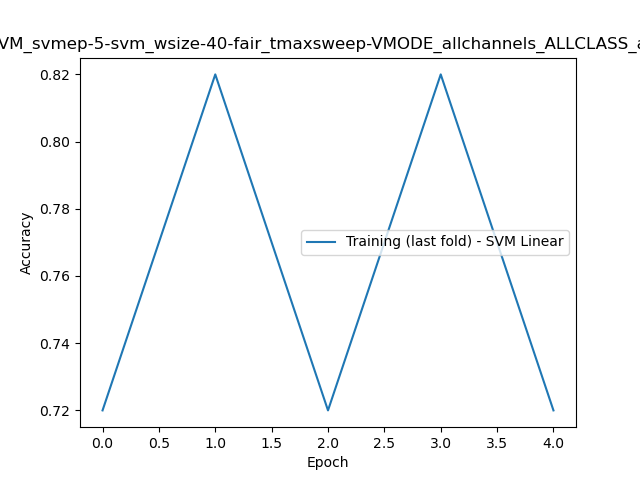 VM_svmep-5-svm_wsize-40-fair_tmaxsweep-VMODE_allchannels_ALLCLASS_a
0.82
0.80
0.78
0.76
0.74
0.72
Accuracy
Training (last fold) - SVM Linear
0.0 0.5 1.0 1.5 2.0 2.5 3.0 3.5 4.0
Epoch